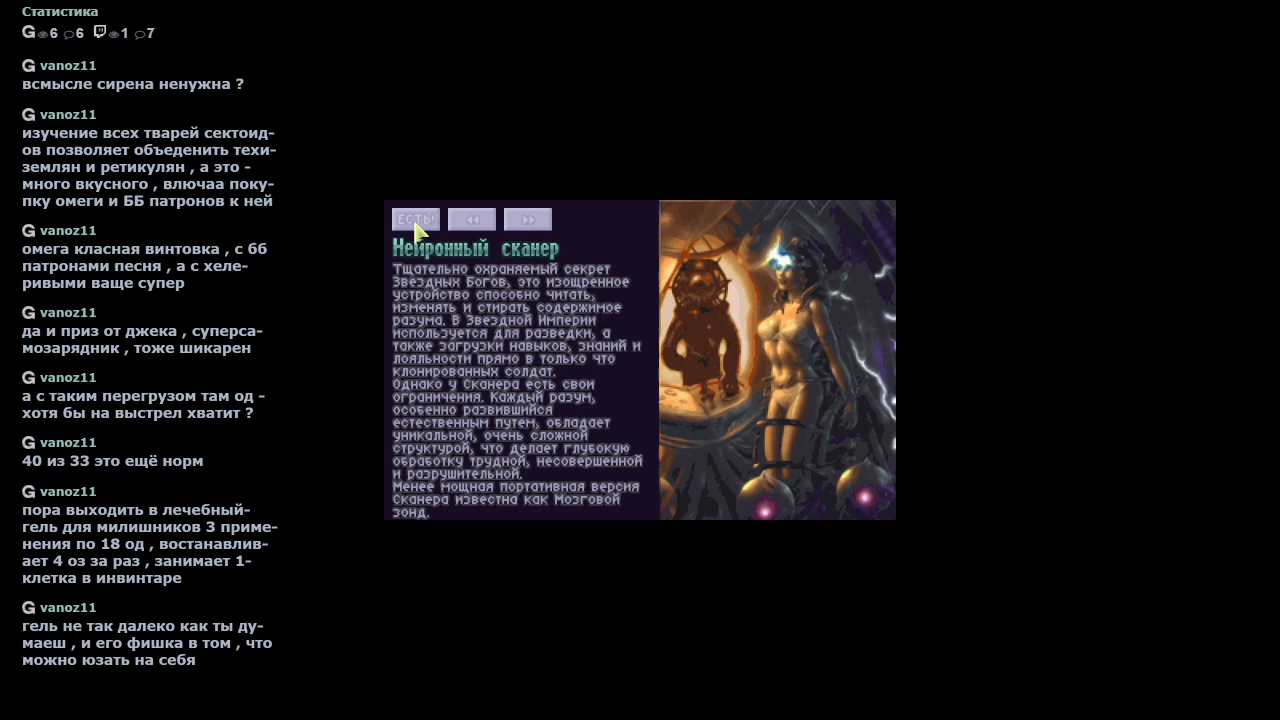 Статистика
6 6 1 7
vanoz11
всмысле сирена ненужна ?
vanoz11
изучение всех тварей сектоид-
ов позволяет объеденить техи-
землян и ретикулян , а это -
много вкусного , влючаа поку-
пку омеги и ББ патронов к ней
vanoz11
омега класная винтовка , с бб
патронами песня , а с хеле-
ривыми ваще супер
vanoz11
да и приз от джека , суперса-
мозарядник , тоже шикарен
vanoz11
а с таким перегрузом там од -
хотя бы на выстрел хватит ?
vanoz11
40 из 33 это ещё норм
vanoz11
пора выходить в лечебный-
гель для милишников 3 приме-
нения по 18 од , востанавлив-
ает 4 оз за раз , занимает 1-
клетка в инвинтаре
vanoz11
гель не так далеко как ты ду-
маеш , и его фишка в том , что
можно юзать на себя
ЕСТЬ!
Нейронный сканер
Тщательно охраняемый секрет
Звездных Богов, это изощренное
устройство способно читать,
изменять и стирать содержимое
разума. В Звездной Империи
используется для разведки, а
также загрузки навыков, знаний и
лояльности прямо в только что
клонированных солдат.
Однако у Сканера есть свои
ограничения. Каждый разум,
особенно развившийся
естественным путем, обладает
уникальной, очень сложной
структурой, что делает глубокую
обработку трудной, несовершенной
и разрушительной.
Менее мощная портативная версия
Сканера известна как Мозговой
зонд.